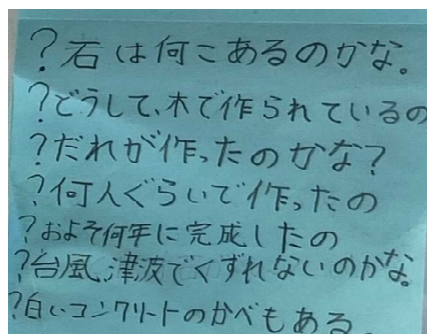 ?石は何こあるのかな。
?どうして、木で作られているの
?だれが作ったのかな?
?何人ぐらいで作ったの
?およそ何年に完成したの
?台風、津波でくずれないのかな。
?白いコンクリートのかべもある。